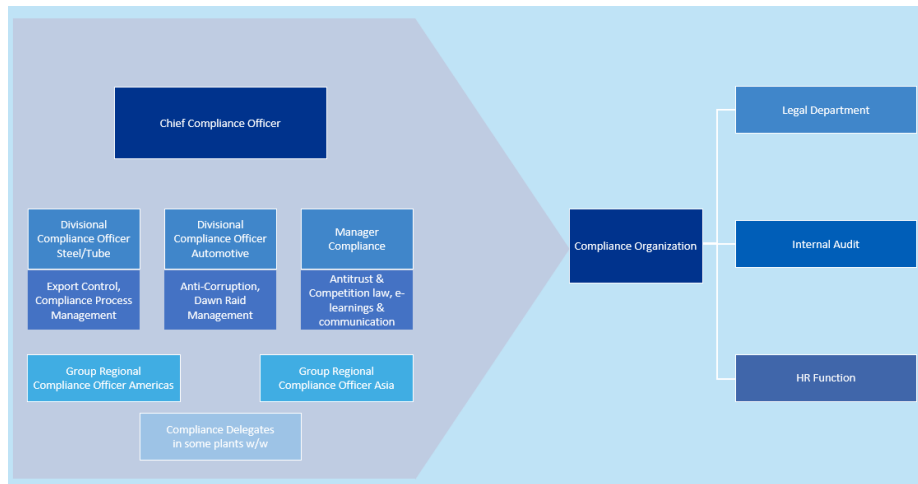 Chief Compliance Officer
Divisional
Compliance Officer
Steel/Tube
Divisional
Compliance Officer
Automotive
Manager
Compliance
Export Control,
Compliance Process
Management
Anti-Corruption,
Dawn Raid
Management
Antitrust &
Competition law, e-
learnings &
communication
Group Regional
Compliance Officer Americas
Group Regional
Compliance Officer Asia
Compliance Delegates
in some plants w/w
Compliance Organization
Legal Department
Internal Audit
HR Function